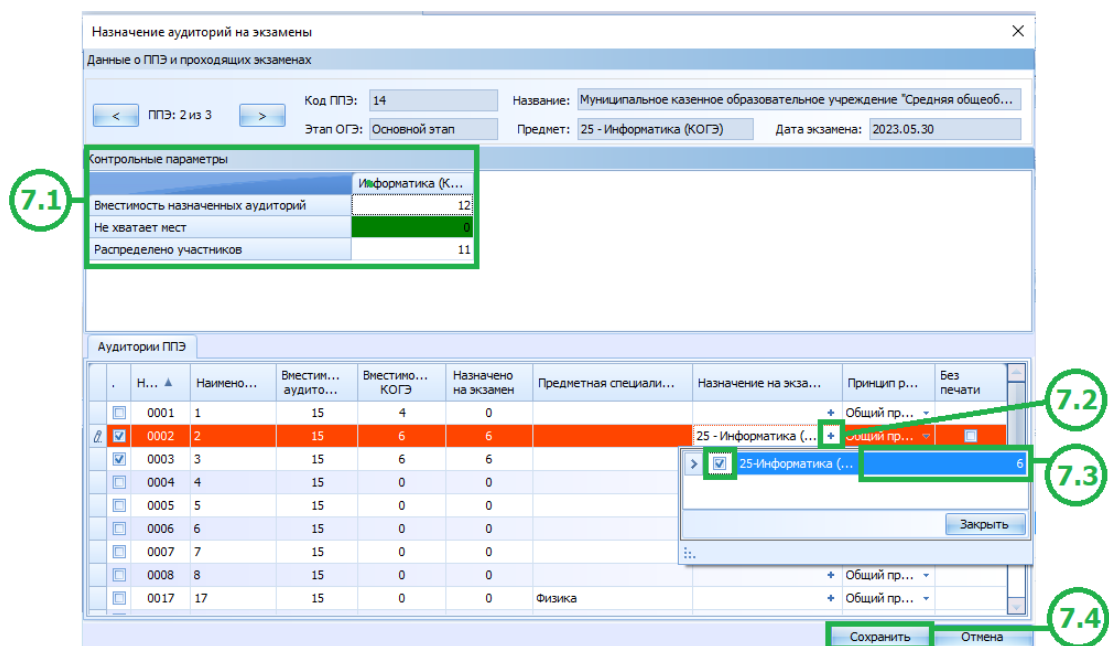 Назначение аудиторий на экзамены
Данные о ППЭ и проходящих экзаменах
< ППЭ: 2 из 3 > Код ППЭ: 14 Название: Муниципальное казенное образовательное учреждение "Средняя общеоб...
Этап ОГЭ: Основной этап Предмет: 25 - Информатика (КОГЭ) Дата экзамена: 2023.05.30
Контрольные параметры
Информатика (К...
7.1
Вместимость назначенных аудиторий 12
Не хватает мест 0
Распределено участников 11
Аудитории ППЭ
. Н... Наимено... Вместим... аудито... Вместимо... КОГЭ Назначено на экзамен Предметная специали... Назначение на экза... Принцип р... Без печати
0001 1 15 4 0 + Общий пр...
7.2
0002 2 15 6 6 25 - Информатика (... + Общий пр...
0003 3 15 6 6 > 25-Информатика (... 6
7.3
0004 4 15 0 0
0005 5 15 0 0
0006 6 15 0 0 Закрыть
0007 7 15 0 0
0008 8 15 0 0 + Общий пр...
0017 17 15 0 0 Физика + Общий пр...
7.4
Сохранить Отмена